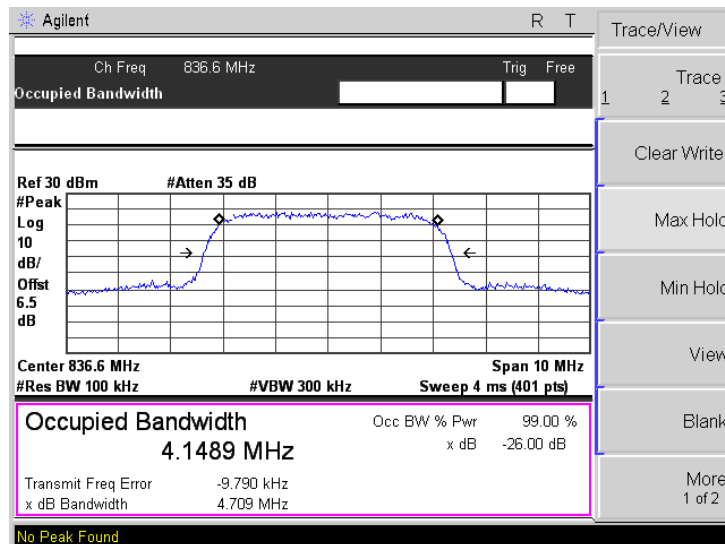 Agilent R T
Ch Freq 836.6 MHz Trig Free
Occupied Bandwidth
Ref 30 dBm #Atten 35 dB
#Peak
Log
10
dB/
Offst
6.5
dB
Center 836.6 MHz Span 10 MHz
#Res BW 100 kHz #VBW 300 kHz Sweep 4 ms (401 pts)
Occupied Bandwidth Occ BW % Pwr 99.00 %
4.1489 MHz x dB -26.00 dB
Transmit Freq Error -9.790 kHz
x dB Bandwidth 4.709 MHz
No Peak Found
Trace/View
Trace
1 2 3
Clear Write
Max Hold
Min Hold
View
Blank
More
1 of 2